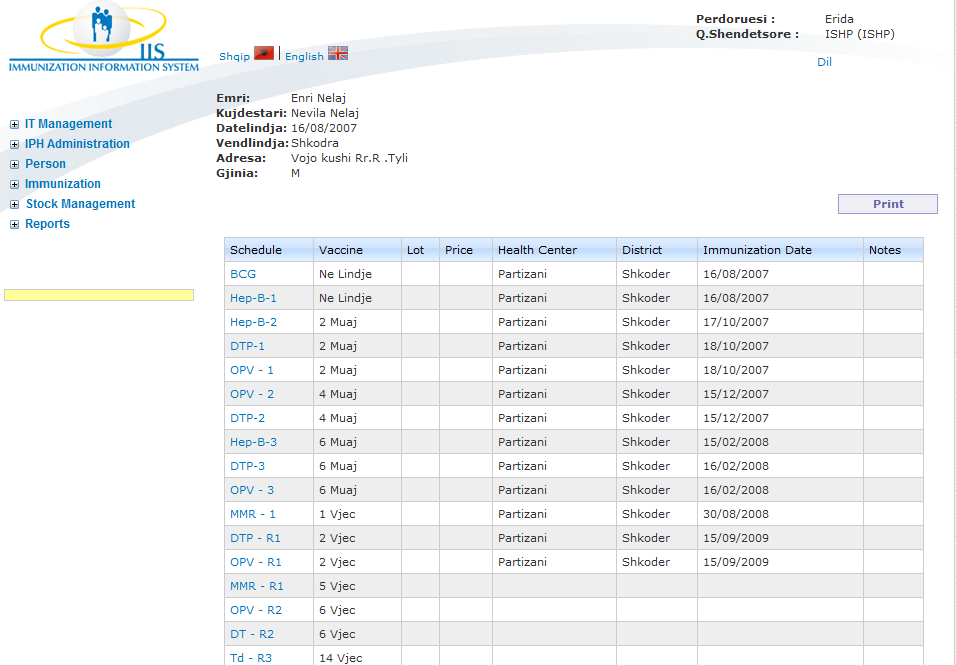 IIS
IMMUNIZATION INFORMATION SYSTEM
Shqip | English
Perdoruesi : Erida
Q.Shendetsore : ISHP (ISHP)
Dil
IT Management
IPH Administration
Person
Immunization
Stock Management
Reports
Emri: Enri Nelaj
Kujdestari: Nevila Nelaj
Datelindja: 16/08/2007
Vendlindja: Shkodra
Adresa: Vojo kushi Rr.R .Tyli
Gjinia: M
Print
Schedule Vaccine Lot Price Health Center District Immunization Date Notes
BCG Ne Lindje Partizani Shkoder 16/08/2007
Hep-B-1 Ne Lindje Partizani Shkoder 16/08/2007
Hep-B-2 2 Muaj Partizani Shkoder 17/10/2007
DTP-1 2 Muaj Partizani Shkoder 18/10/2007
OPV - 1 2 Muaj Partizani Shkoder 18/10/2007
OPV - 2 4 Muaj Partizani Shkoder 15/12/2007
DTP-2 4 Muaj Partizani Shkoder 15/12/2007
Hep-B-3 6 Muaj Partizani Shkoder 15/02/2008
DTP-3 6 Muaj Partizani Shkoder 16/02/2008
OPV - 3 6 Muaj Partizani Shkoder 16/02/2008
MMR - 1 1 Vjec Partizani Shkoder 30/08/2008
DTP - R1 2 Vjec Partizani Shkoder 15/09/2009
OPV - R1 2 Vjec Partizani Shkoder 15/09/2009
MMR - R1 5 Vjec
OPV - R2 6 Vjec
DT - R2 6 Vjec
Td - R3 14 Vjec